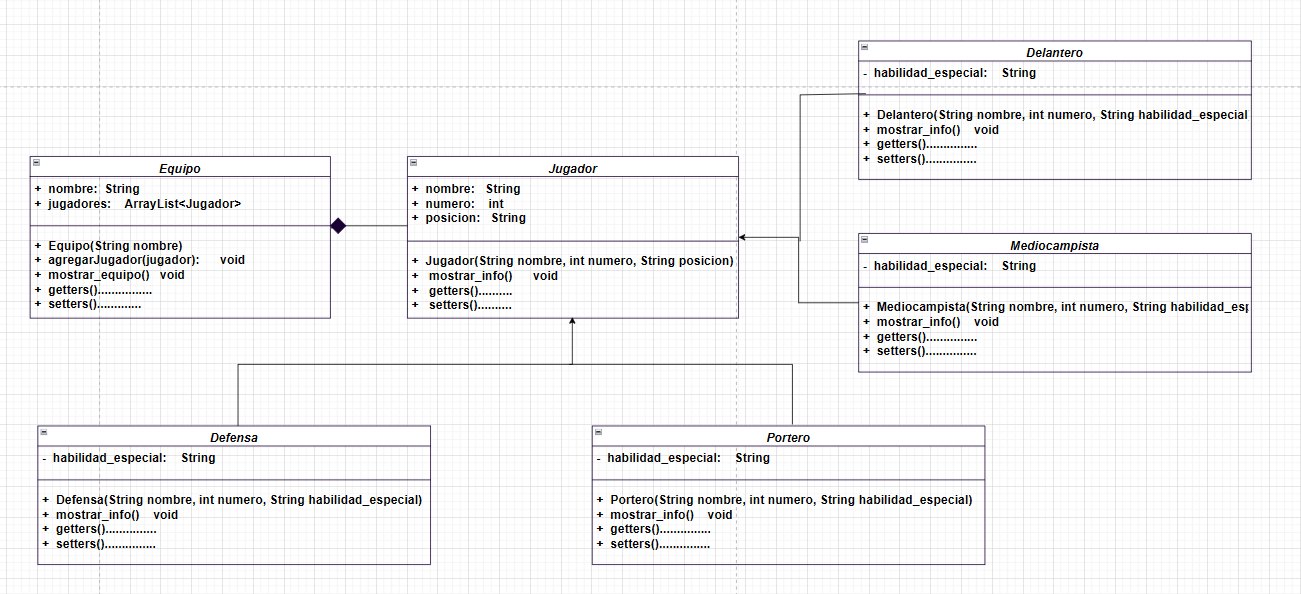 Equipo
+ nombre: String
+ jugadores: ArrayList<Jugador>
+ Equipo(String nombre)
+ agregarJugador(jugador): void
+ mostrar_equipo() void
+ getters()................
+ setters().............
Jugador
+ nombre: String
+ numero: int
+ posicion: String
+ Jugador(String nombre, int numero, String posicion)
+ mostrar_info() void
+ getters()..........
+ setters()..........
Delantero
- habilidad_especial: String
+ Delantero(String nombre, int numero, String habilidad_especial
+ mostrar_info() void
+ getters()...............
+ setters()...............
Mediocampista
- habilidad_especial: String
+ Mediocampista(String nombre, int numero, String habilidad_esp
+ mostrar_info() void
+ getters()...............
+ setters()...............
Defensa
- habilidad_especial: String
+ Defensa(String nombre, int numero, String habilidad_especial)
+ mostrar_info() void
+ getters()...............
+ setters()...............
Portero
- habilidad_especial: String
+ Portero(String nombre, int numero, String habilidad_especial)
+ mostrar_info() void
+ getters()...............
+ setters()...............